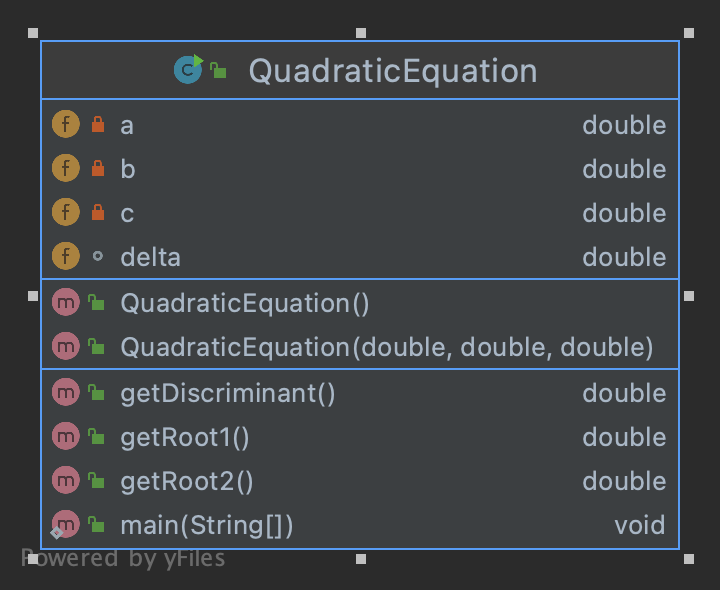 QuadraticEquation
a double
b double
c double
delta double
QuadraticEquation()
QuadraticEquation(double, double, double)
getDiscriminant() double
getRoot1() double
getRoot2() double
main(String[]) void
Powered by yFiles